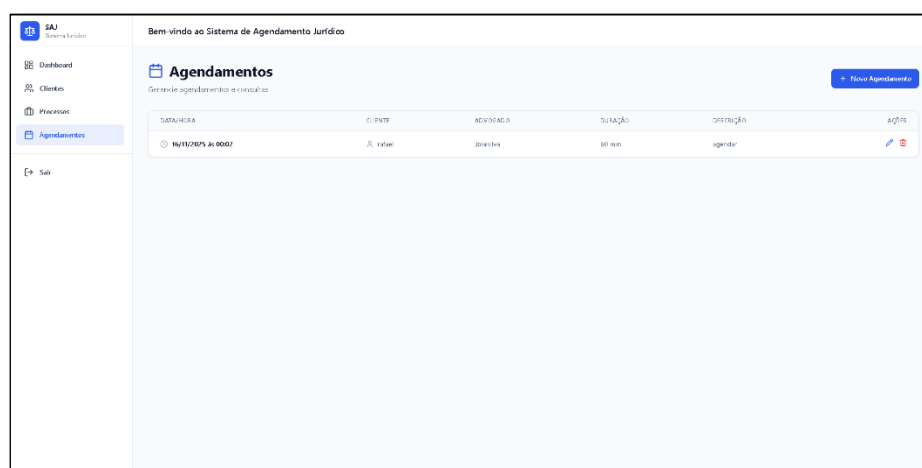 SAJ
Sistema Jurídico
Bem-vindo ao Sistema de Agendamento Jurídico
Dashboard
Clientes
Processos
Agendamentos
Sair
Agendamentos
Gerencie agendamentos e consultas
+ Novo Agendamento
DATA/HORA CLIENTE ADVOGADO DURAÇÃO DESCRIÇÃO AÇÕES
16/11/2025 às 00:02 rafael 60 min agendar